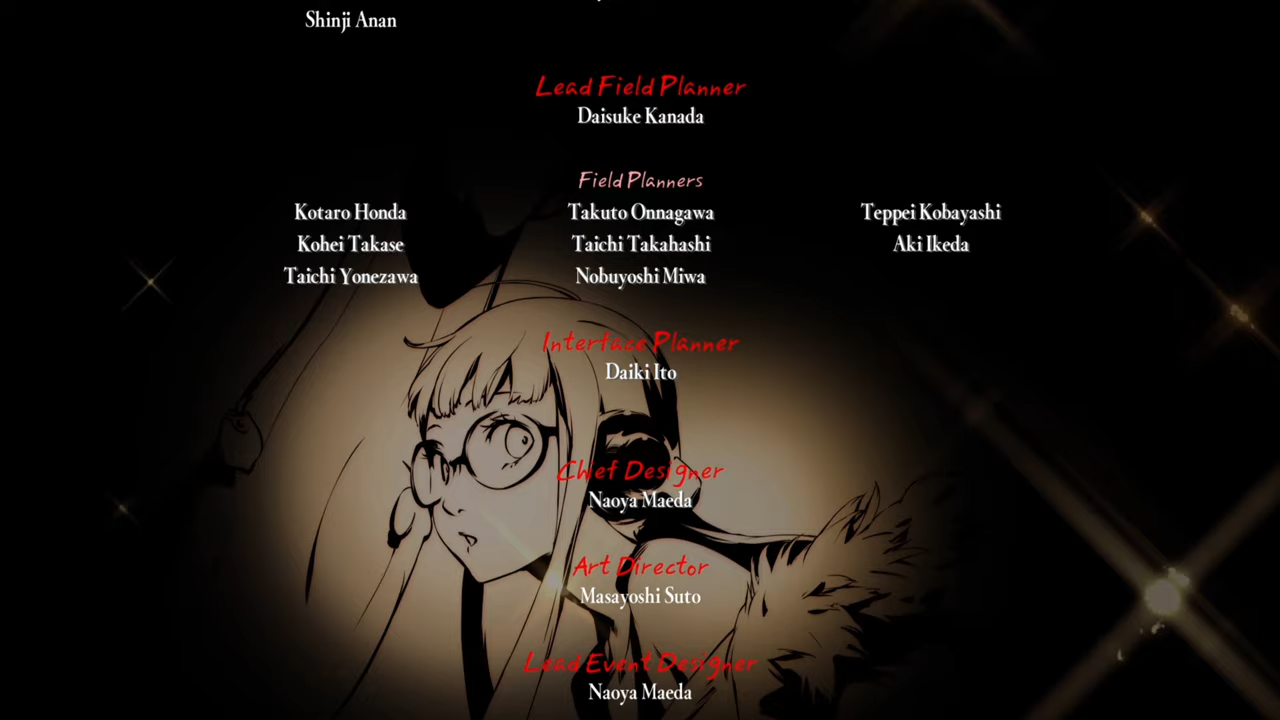 Shinji Anan
Lead Field Planner
Daisuke Kanada
Field Planners
Kotaro Honda
Takuto Onnagawa
Teppei Kobayashi
Kohei Takase
Taichi Takahashi
Aki Ikeda
Taichi Yonezawa
Nobuyoshi Miwa
Interface Planner
Daiki Ito
Chief Designer
Naoya Maeda
Art Director
Masayoshi Suto
Lead Event Designer
Naoya Maeda